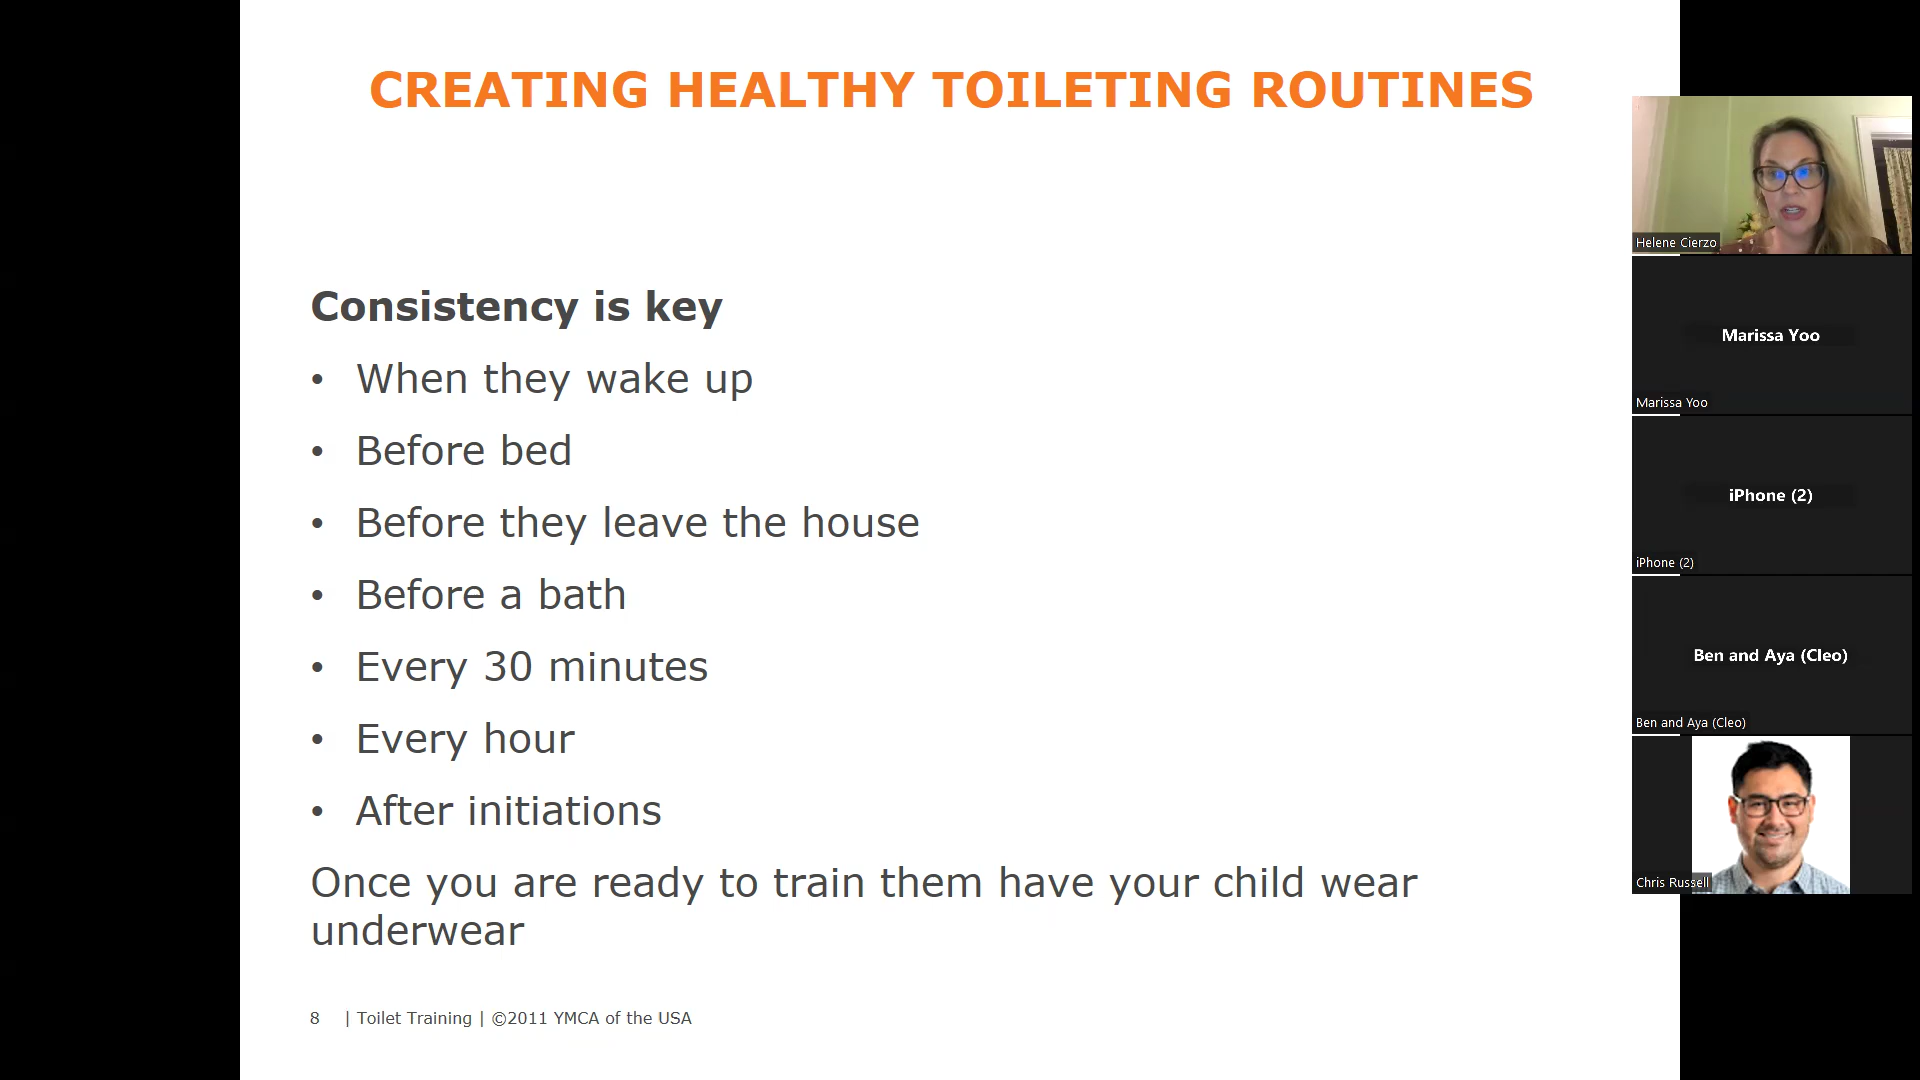 CREATING HEALTHY TOILETING ROUTINES
Consistency is key
• When they wake up
• Before bed
• Before they leave the house
• Before a bath
• Every 30 minutes
• Every hour
• After initiations
Once you are ready to train them have your child wear
underwear
8 | Toilet Training | ©2011 YMCA of the USA
Helene Cierzo
Marissa Yoo
Marissa Yoo
iPhone (2)
iPhone (2)
Ben and Aya (Cleo)
Ben and Aya (Cleo)
Chris Russell